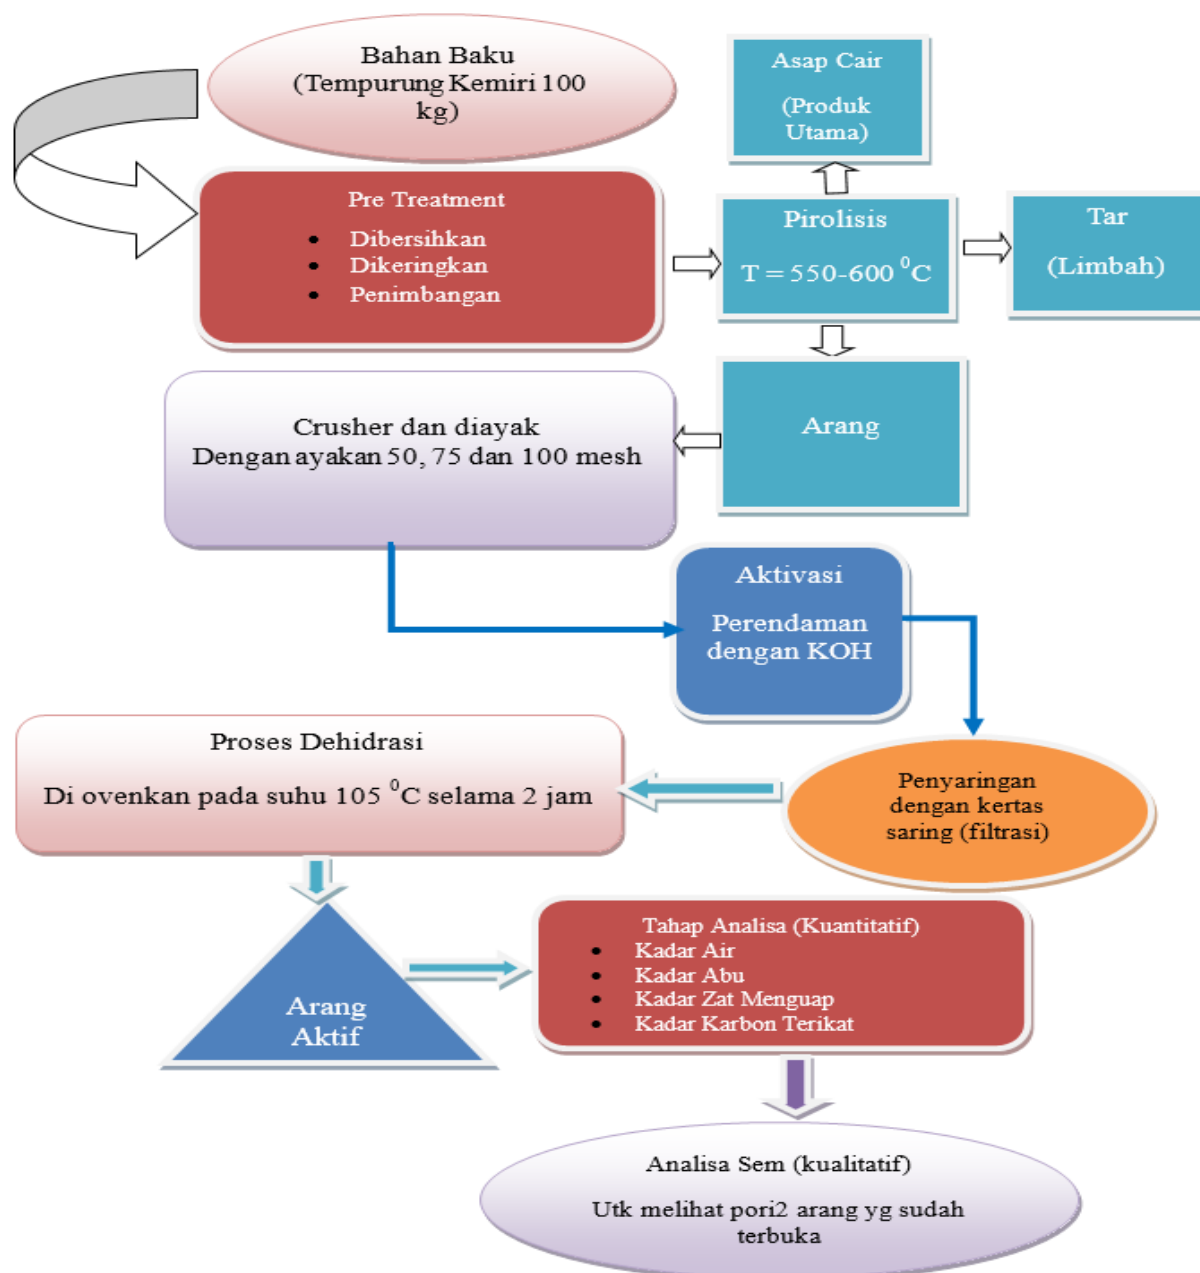 Bahan Baku
(Tempurung Kemiri 100
kg)
Pre Treatment
• Dibersihkan
• Dikeringkan
• Penimbangan
Asap Cair
(Produk
Utama)
Pirolisis
T = 550-600 ⁰C
Tar
(Limbah)
Arang
Crusher dan diayak
Dengan ayakan 50, 75 dan 100 mesh
Aktivasi
Perendaman
dengan KOH
Penyaringan
dengan kertas
saring (filtrasi)
Proses Dehidrasi
Di ovenkan pada suhu 105 ⁰C selama 2 jam
Arang
Aktif
Tahap Analisa (Kuantitatif)
• Kadar Air
• Kadar Abu
• Kadar Zat Menguap
• Kadar Karbon Terikat
Analisa Sem (kualitatif)
Utk melihat pori2 arang yg sudah
terbuka